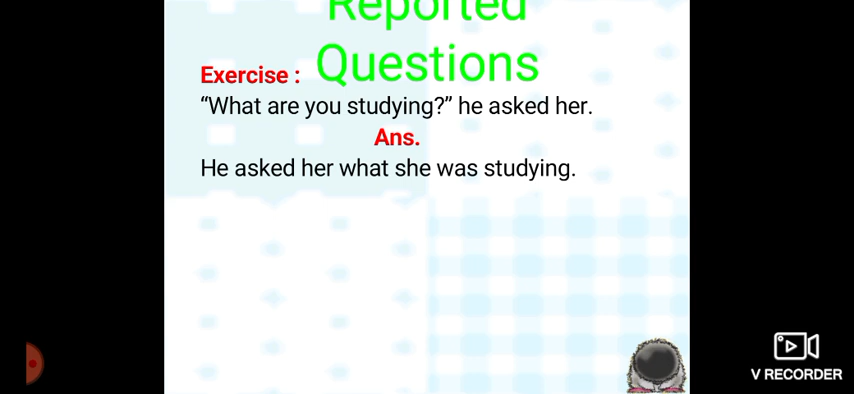 Reported
Questions
Exercise :
“What are you studying?” he asked her.
Ans.
He asked her what she was studying.
V RECORDER